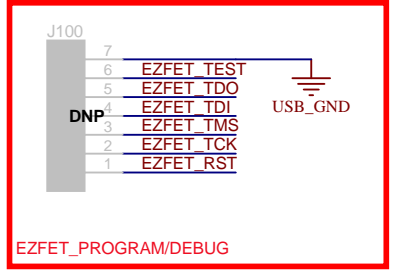 J100
7
6 EZFET_TEST
5 EZFET_TDO
USB_GND
4 EZFET_TDI
DNP
3 EZFET_TMS
2 EZFET_TCK
1 EZFET_RST
EZFET_PROGRAM/DEBUG